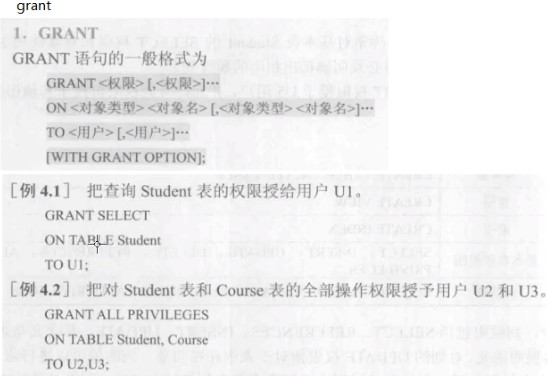 grant
1. GRANT
GRANT 语句的一般格式为
GRANT <权限> [,<权限>]…
ON <对象类型> <对象名> [,<对象类型> <对象名>]…
TO <用户> [,<用户>]…
[WITH GRANT OPTION];
[例 4.1] 把查询 Student 表的权限授给用户 U1。
GRANT SELECT
ON TABLE Student
TO U1;
[例 4.2] 把对 Student 表和 Course 表的全部操作权限授予用户 U2 和 U3。
GRANT ALL PRIVILEGES
ON TABLE Student, Course
TO U2,U3;